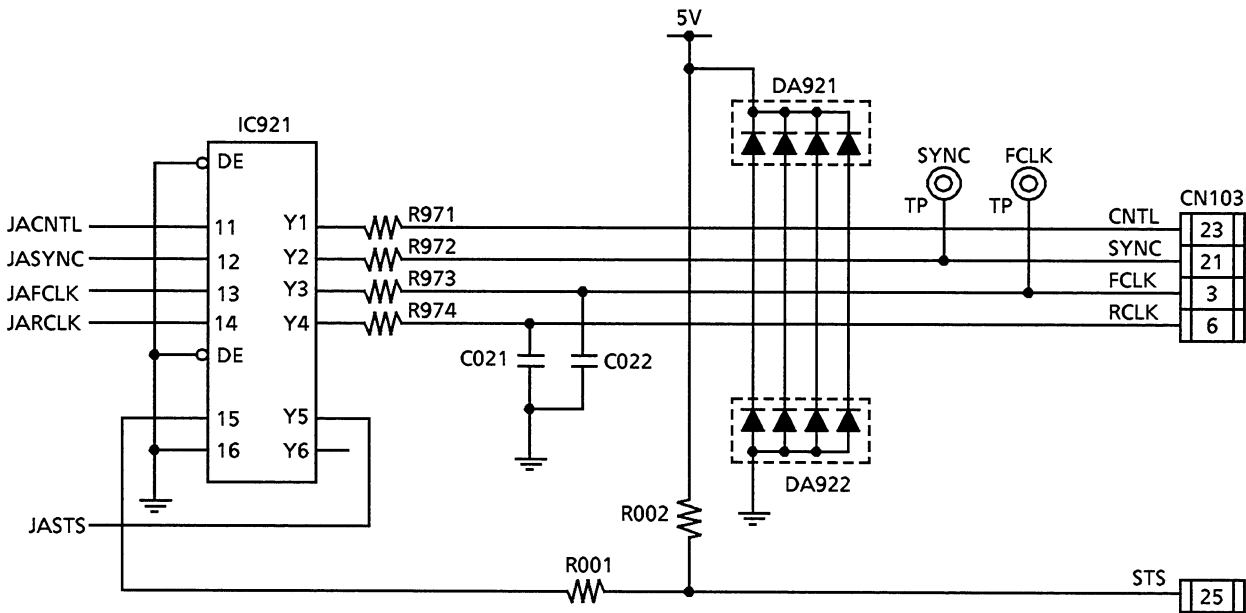 5V
DA921
IC921
DE
SYNC
FCLK
TP
TP
CN103
JACNTL
11
Y1
R971
CNTL
23
JASYNC
12
Y2
R972
SYNC
21
JAFCLK
13
Y3
R973
FCLK
3
JARCLK
14
Y4
R974
RCLK
6
DE
C021
C022
15
Y5
16
Y6
DA922
JASTS
R002
R001
STS
25